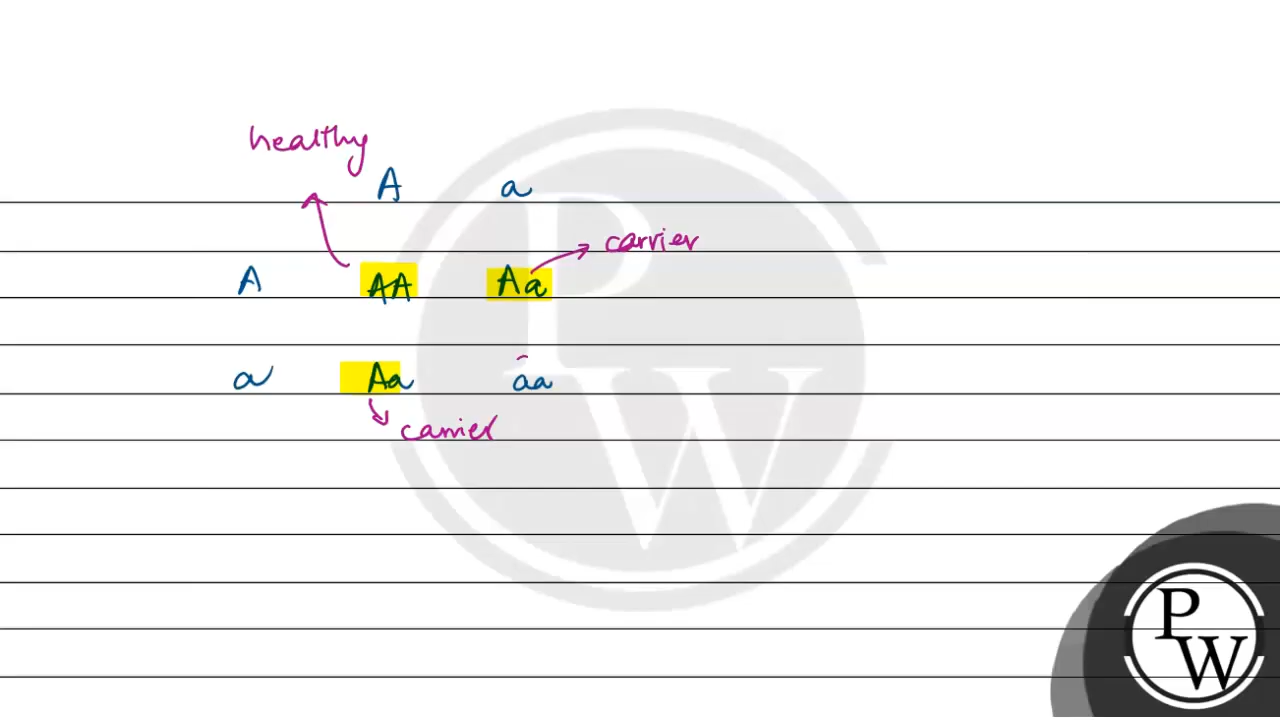 healthy
A a
carrier
A AA Aa
a Aa aa
carrier
P
W
P
W